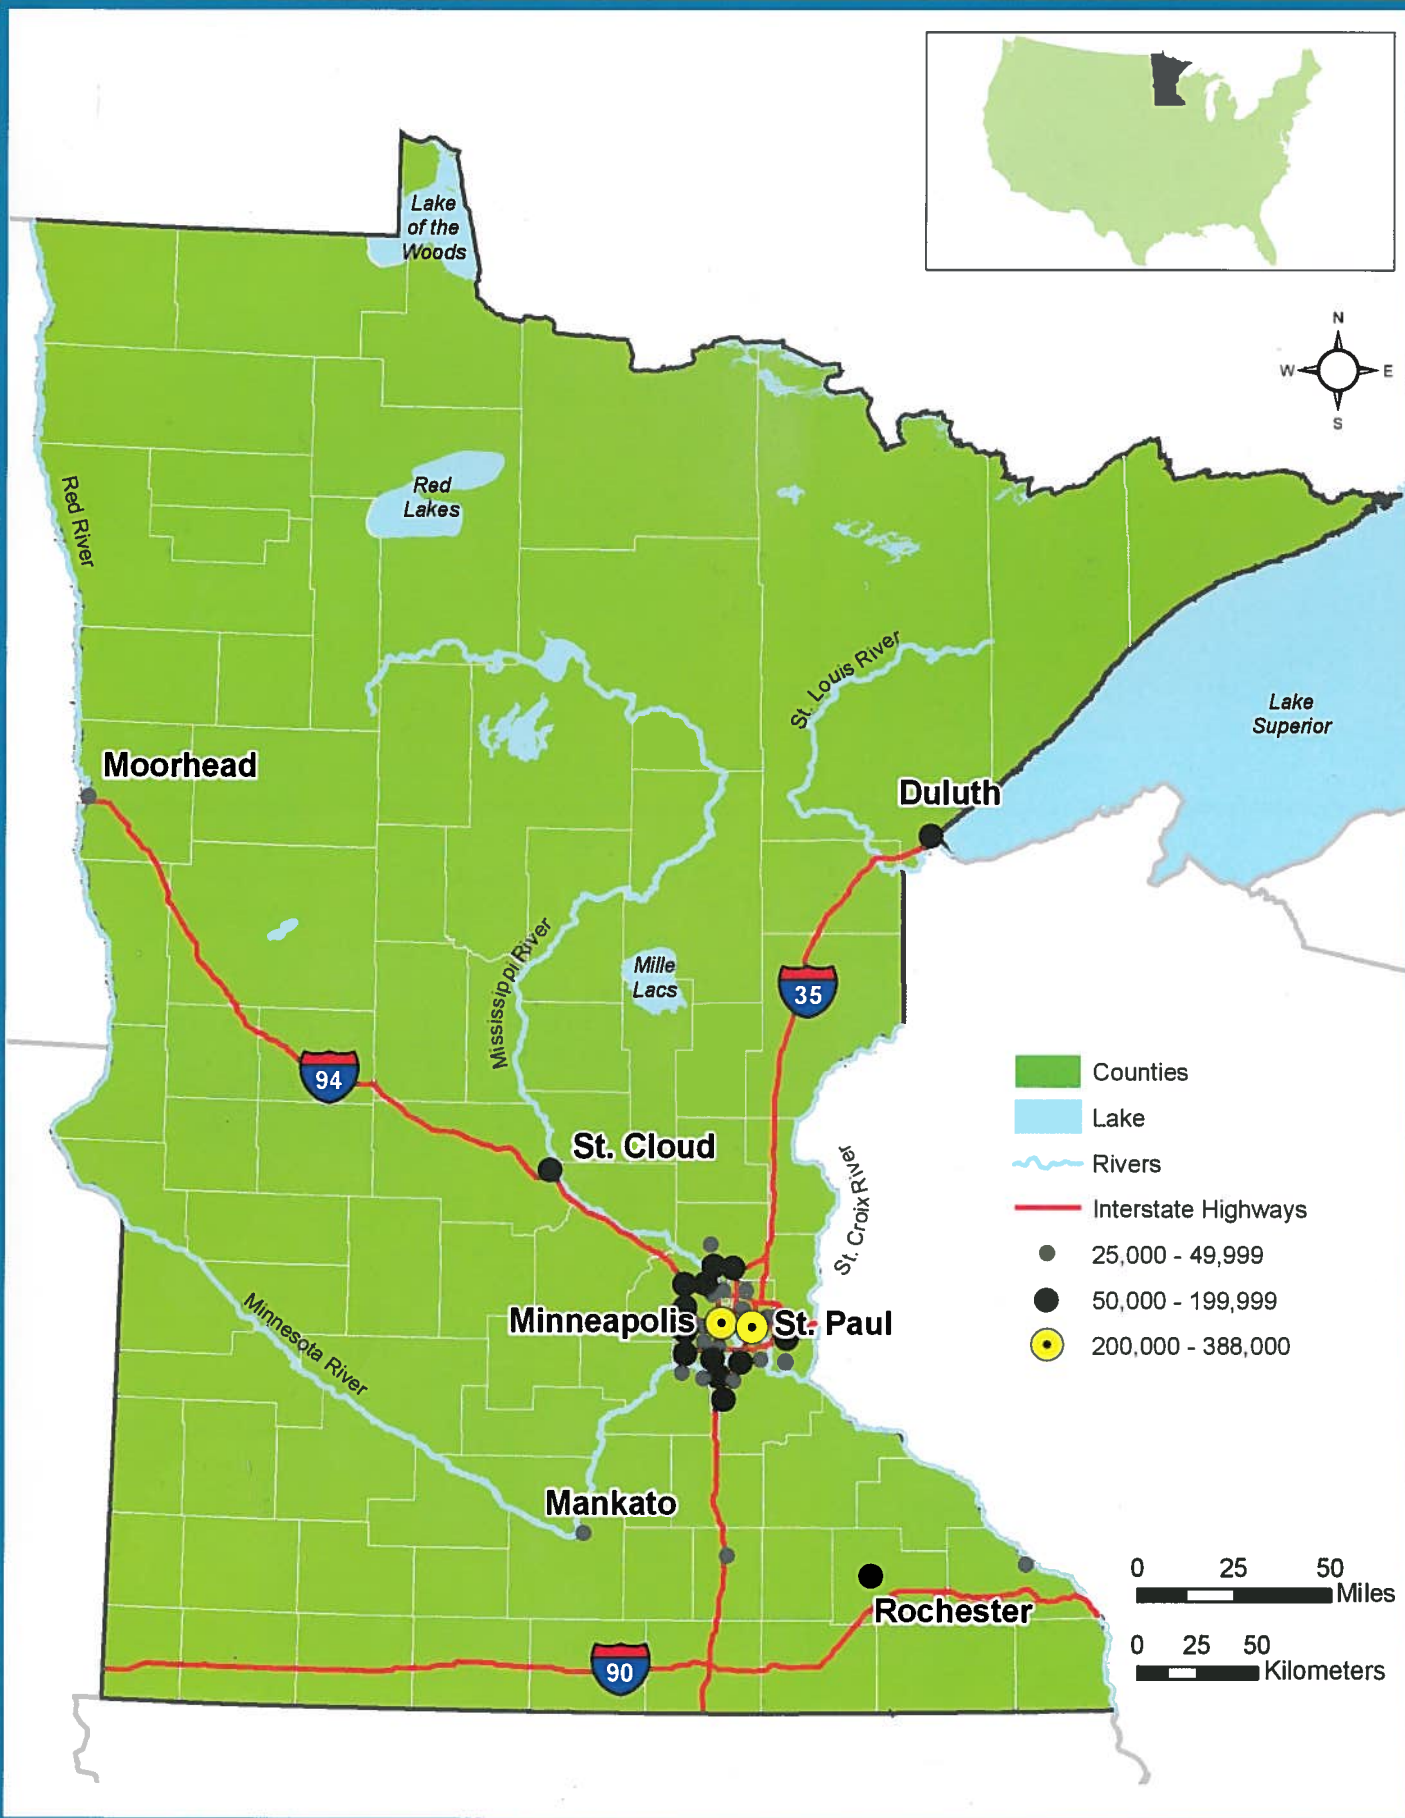 Lake
of the
Woods
N
W
E
S
Red
Lakes
Red River
St. Louis River
Lake
Superior
Moorhead
Duluth
Mississippi River
Mille
Lacs
35
94
Counties
Lake
St. Cloud
Rivers
St. Croix River
Interstate Highways
25,000 - 49,999
50,000 - 199,999
Minneapolis
St. Paul
200,000 - 388,000
Minnesota River
Mankato
0 25 50
Miles
Rochester
0 25 50
Kilometers
90